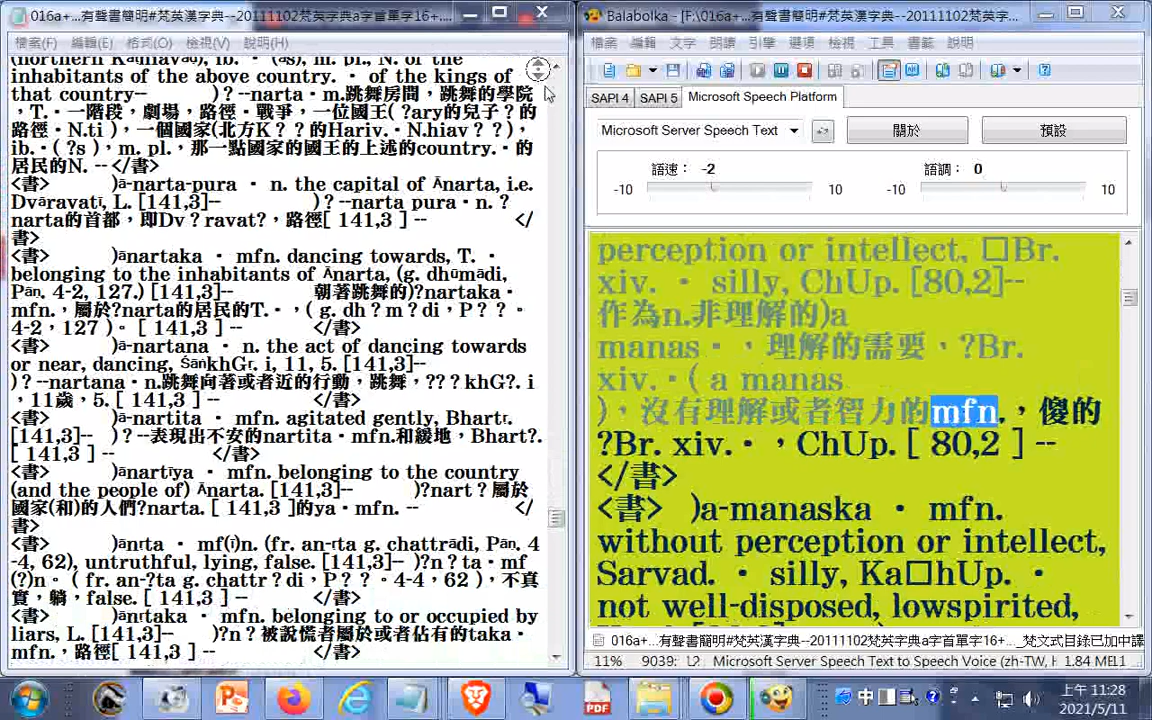 016a+...有聲書簡明#梵英漢字典--20111102梵英字典a字首單字16+...
檔案(F) 編輯(E) 格式(O) 檢視(V) 說明(H)
inhabitants of the above country. • of the kings of
that country-- )? --narta • m.跳舞房間，跳舞的學院
，T.•一階段，劇場，路徑•戰爭，一位國王( ?ary的兒子？的
路徑•N.ti )，一個國家(北方K？？的Hariv.•N.hiav？？)，
ib.•( ?s )，m. pl.，那一點國家的國王的上述的country.•的
居民的N. --</書>
<書> )ā-narta-pura • n. the capital of Ānarta, i.e.
Dvāravatī, L. [141,3]-- )? --narta pura•n. ?
narta的首都，即Dv？ravat?，路徑[ 141,3 ] -- </
書>
<書> )ānartaka • mfn. dancing towards, T. •
belonging to the inhabitants of Ānarta, (g. dhūmādi,
Pāṇ. 4-2, 127.) [141,3]-- 朝著跳舞的)?nartaka•
mfn.，屬於?narta的居民的T.•，( g. dh？m？di，P？？。
4-2，127 )。[ 141,3 ] -- </書>
<書> )ā-nartana • n. the act of dancing towards
or near, dancing, ŚāṅkhGṛ. i, 11, 5. [141,3]--
)? --nartana•n.跳舞向著或者近的行動，跳舞，???khG?. i
，11歲，5. [ 141,3 ] -- </書>
<書> )ā-nartita • mfn. agitated gently, Bhartṛ.
[141,3]-- )? --表現出不安的nartita•mfn.和緩地，Bhart?.
[ 141,3 ] -- </書>
<書> )ānartīya • mfn. belonging to the country
(and the people of) Ānarta. [141,3]-- )?nart？屬於
國家(和)的人們?narta. [ 141,3 ]的ya•mfn. -- </
書>
<書> )ānṛta • mf(ī)n. (fr. an-ṛta g. chattrādi, Pāṇ. 4
-4, 62), untruthful, lying, false. [141,3]-- )?n？ta•mf
(?)n。( fr. an-?ta g. chattr？di，P？？。4-4，62 )，不真
實，躺，false. [ 141,3 ] -- </書>
<書> )ānṛtaka • mfn. belonging to or occupied by
liars, L. [141,3]-- )?n？被說慌者屬於或者佔有的taka•
mfn.，路徑[ 141,3 ] -- </書>
Balabolka - [F:\016a+...有聲書簡明#梵英漢字典--20111102梵英字...
檔案 編輯 文字 朗讀 引擎 選項 檢視 工具 書籤 說明
SAPI 4 SAPI 5 Microsoft Speech Platform
Microsoft Server Speech Text 關於 預設
語速： -2 語調： 0
-10 10 -10 10
perception or intellect, □Br.
xiv. • silly, ChUp. [80,2]--
作為n.非理解的)a
manas•，理解的需要，?Br.
xiv.•( a manas
)，沒有理解或者智力的mfn.，傻的
?Br. xiv.•，ChUp. [ 80,2 ] --
</書>
<書> )a-manaska • mfn.
without perception or intellect,
Sarvad. • silly, Ka□hUp. •
not well-disposed, lowspirited,
016a+...有聲書簡明#梵英漢字典--20111102梵英字典a字首單字16+..._梵文式目錄已加中譯
11% 9039: Microsoft Server Speech Text to Speech Voice (zh-TW, 1.84
中
上午 11:28
2021/5/11